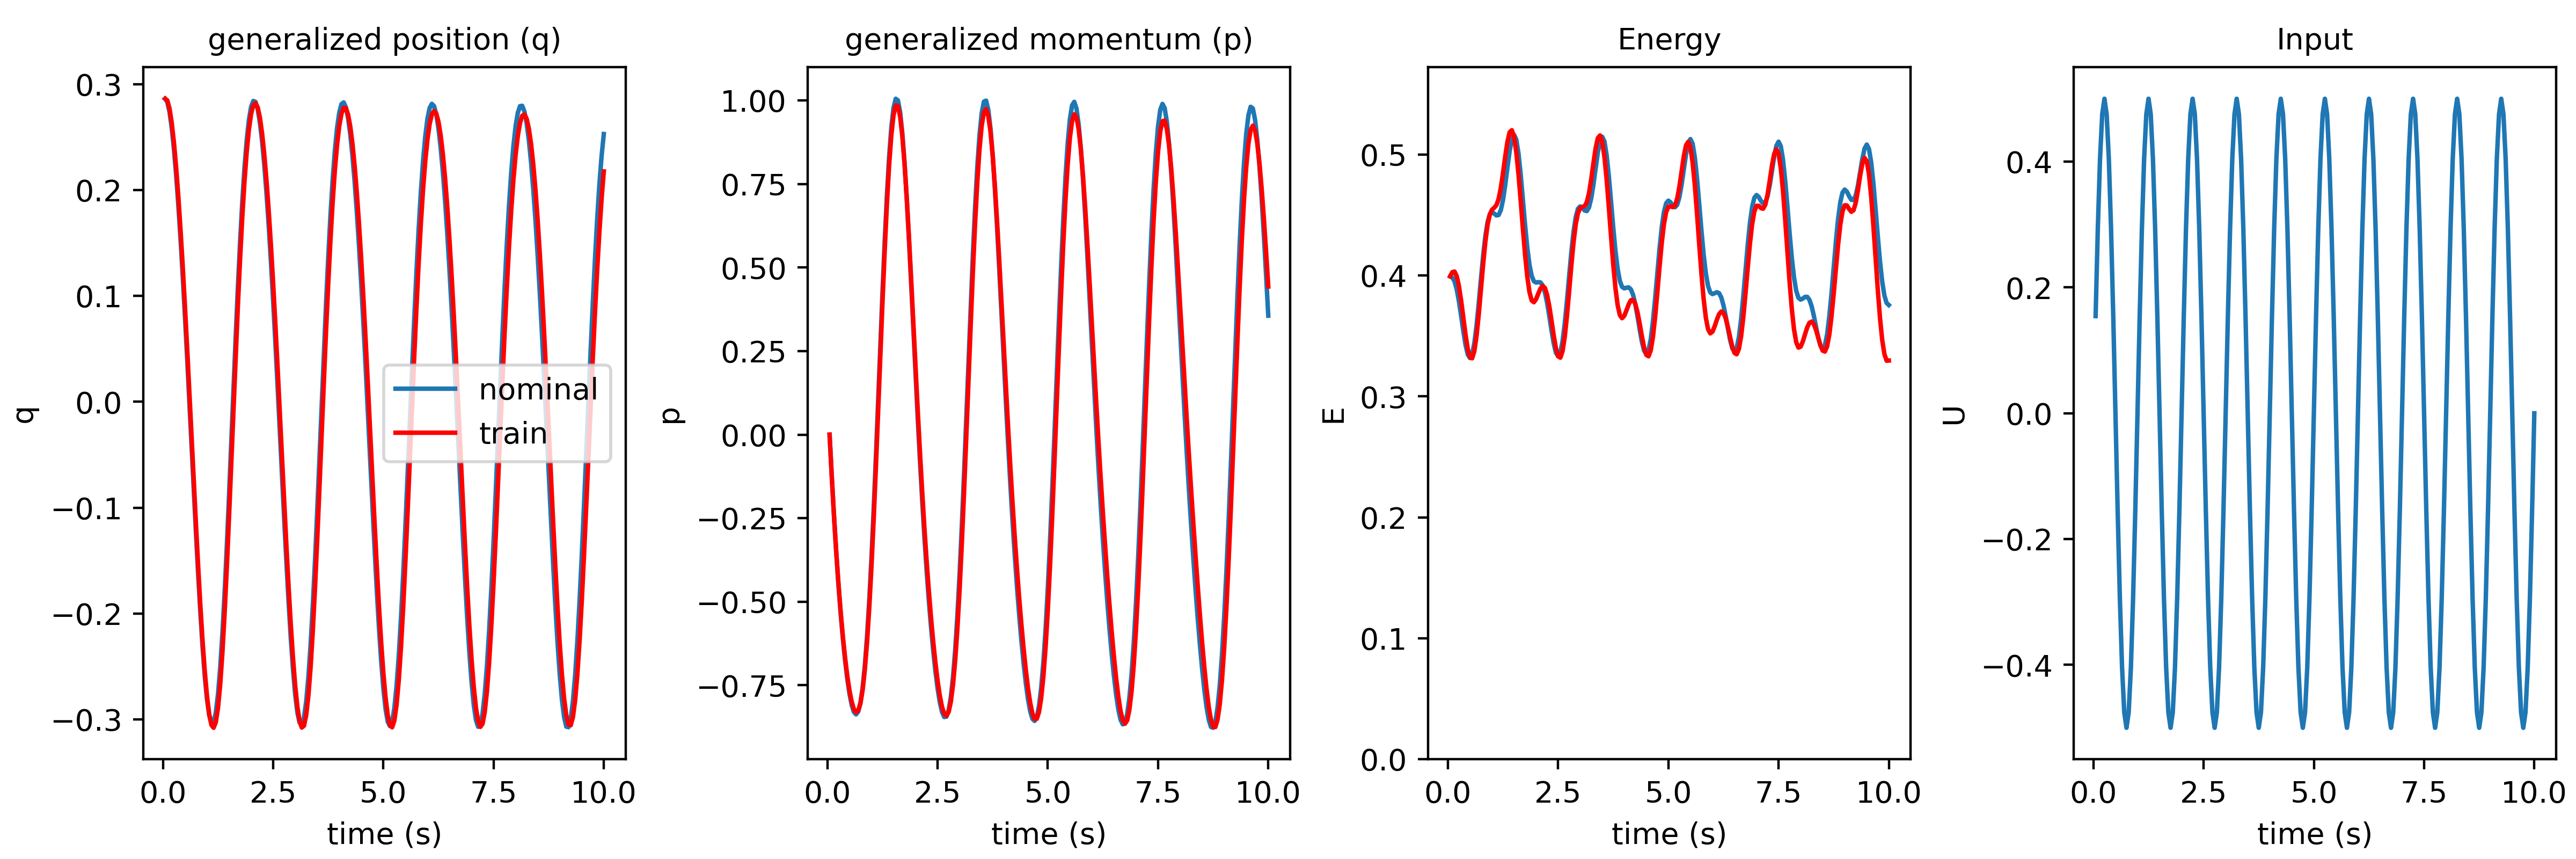 generalized position (q)
q
0.3
0.2
0.1
0.0
−0.1
−0.2
−0.3
nominal
train
0.0 2.5 5.0 7.5 10.0
time (s)
generalized momentum (p)
p
1.00
0.75
0.50
0.25
0.00
−0.25
−0.50
−0.75
0.0 2.5 5.0 7.5 10.0
time (s)
Energy
E
0.5
0.4
0.3
0.2
0.1
0.0
0.0 2.5 5.0 7.5 10.0
time (s)
Input
U
0.4
0.2
0.0
−0.2
−0.4
0.0 2.5 5.0 7.5 10.0
time (s)